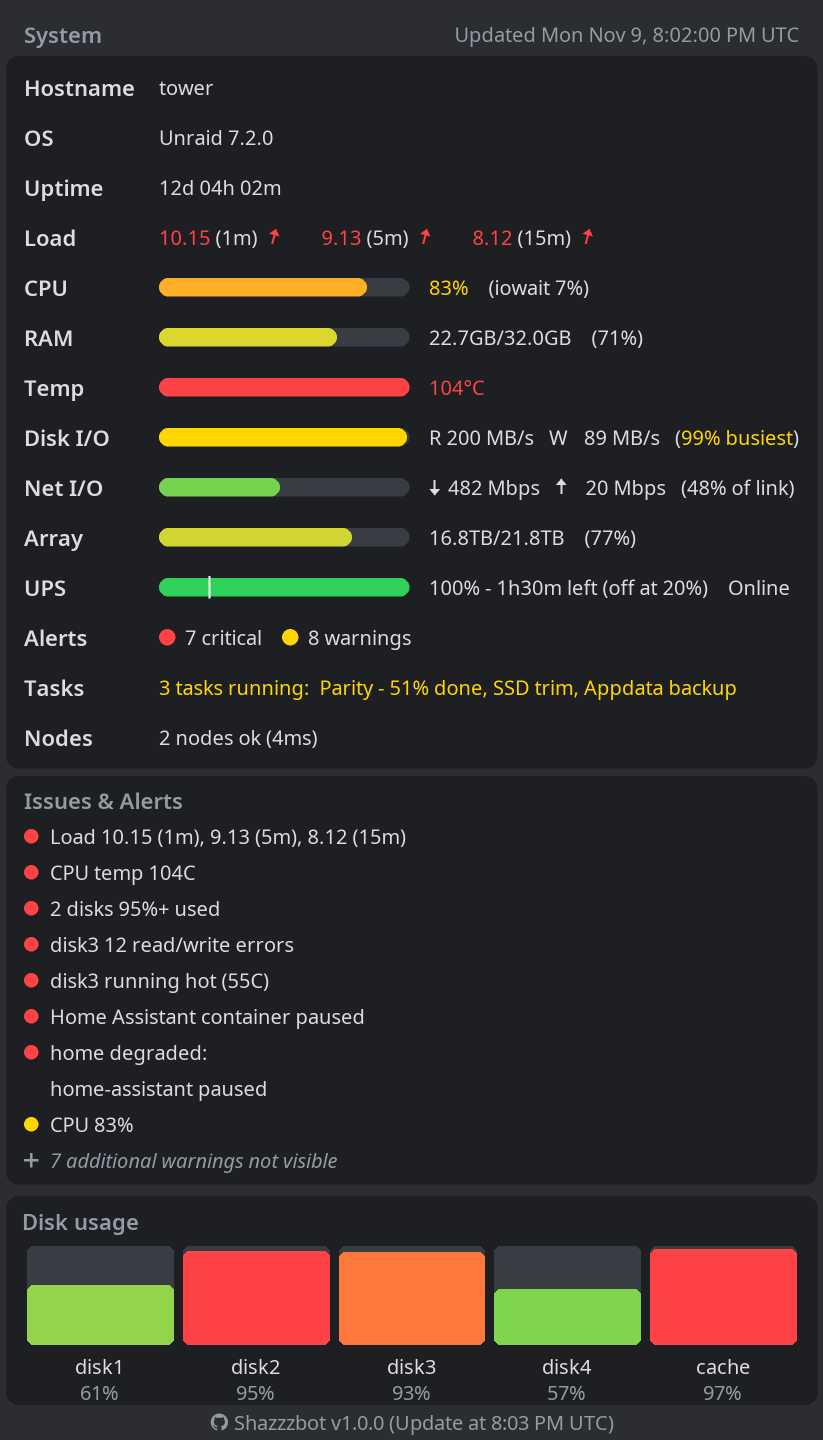 System Updated Mon Nov 9, 8:02:00 PM UTC
Hostname tower
OS Unraid 7.2.0
Uptime 12d 04h 02m
Load 10.15 (1m) ↑ 9.13 (5m) ↑ 8.12 (15m) ↑
CPU 83% (iowait 7%)
RAM 22.7GB/32.0GB (71%)
Temp 104°C
Disk I/O R 200 MB/s W 89 MB/s (99% busiest)
Net I/O ↓ 482 Mbps ↑ 20 Mbps (48% of link)
Array 16.8TB/21.8TB (77%)
UPS 100% - 1h30m left (off at 20%) Online
Alerts 7 critical 8 warnings
Tasks 3 tasks running: Parity - 51% done, SSD trim, Appdata backup
Nodes 2 nodes ok (4ms)
Issues & Alerts
Load 10.15 (1m), 9.13 (5m), 8.12 (15m)
CPU temp 104C
2 disks 95%+ used
disk3 12 read/write errors
disk3 running hot (55C)
Home Assistant container paused
home degraded:
home-assistant paused
CPU 83%
+ 7 additional warnings not visible
Disk usage
disk1 disk2 disk3 disk4 cache
61% 95% 93% 57% 97%
Shazzzbot v1.0.0 (Update at 8:03 PM UTC)